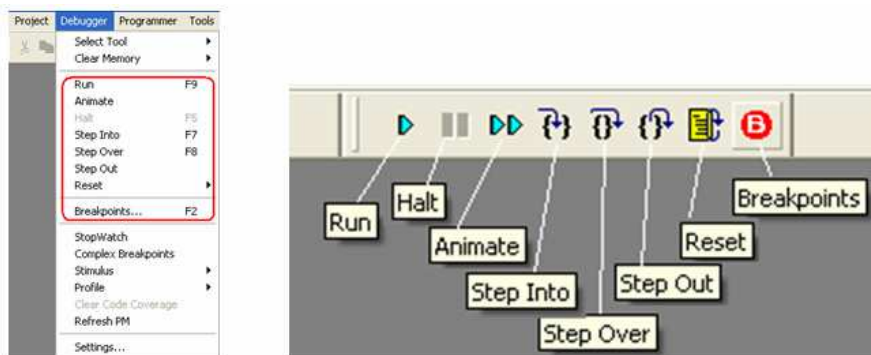 Project Debugger Programmer Tools
Select Tool
Clear Memory
Run F9
Animate
Halt F5
Step Into F7
Step Over F8
Step Out
Reset
Breakpoints... F2
StopWatch
Complex Breakpoints
Stimulus
Profile
Clear Code Coverage
Refresh PM
Settings...
B
Run
Halt
Animate
Step Into
Step Over
Step Out
Reset
Breakpoints